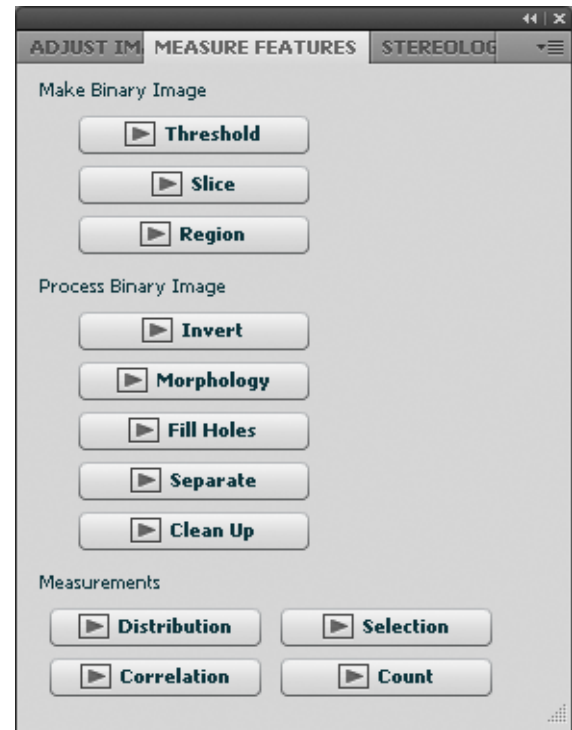 ADJUST IM MEASURE FEATURES STEREOLOG
Make Binary Image
Threshold
Slice
Region
Process Binary Image
Invert
Morphology
Fill Holes
Separate
Clean Up
Measurements
Distribution Selection
Correlation Count